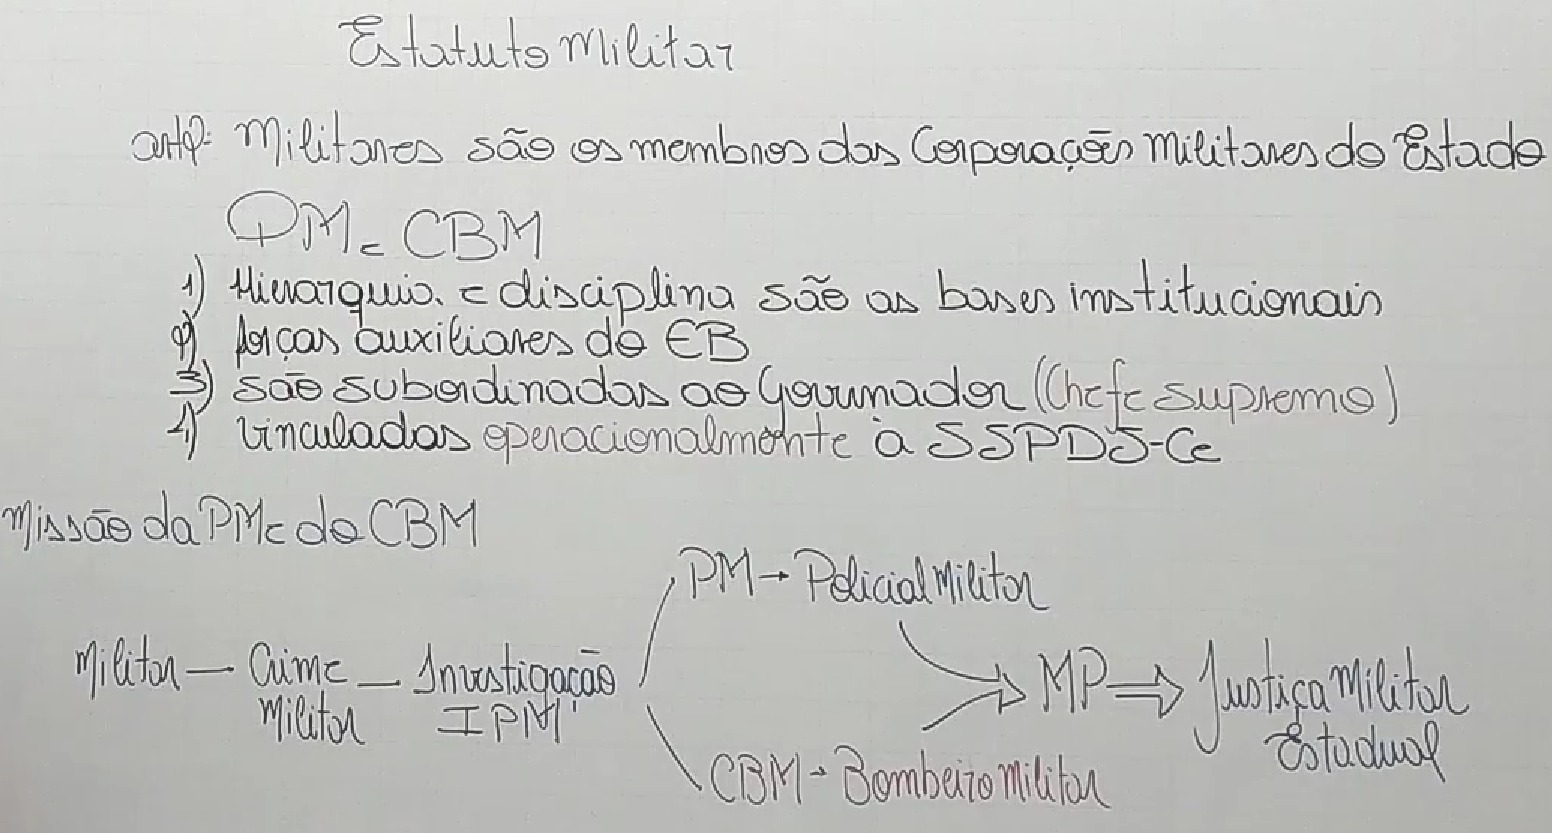 Estatuto Militar
art2º Militares são os membros das Corporações Militares do Estado
PM e CBM
1) Hierarquia e disciplina são as bases institucionais
2) forças auxiliares do EB
3) são subordinadas ao Governador (Chefe Supremo)
4) vinculadas operacionalmente à SSPDS-Ce
Missão da PM e do CBM
PM → Policial Militar
Militar — Crime Militar — Investigação IPM
MP ⇒ Justiça Militar Estadual
CBM → Bombeiro Militar